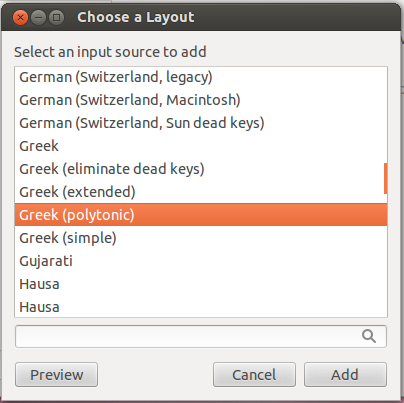 Choose a Layout
Select an input source to add
German (Switzerland, legacy)
German (Switzerland, Macintosh)
German (Switzerland, Sun dead keys)
Greek
Greek (eliminate dead keys)
Greek (extended)
Greek (polytonic)
Greek (simple)
Gujarati
Hausa
Hausa
Preview Cancel Add